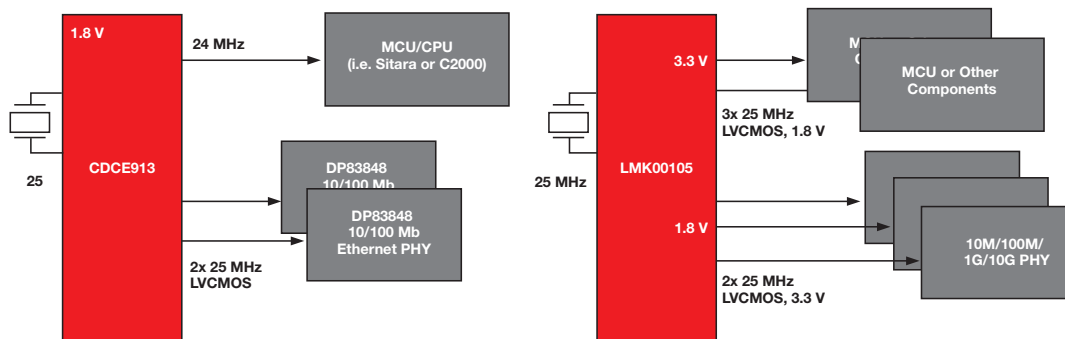 1.8 V
24 MHz
MCU/CPU
(i.e. Sitara or C2000)
25
CDCE913
DP83848
10/100 Mb
DP83848
10/100 Mb
Ethernet PHY
2x 25 MHz
LVCMOS
3.3 V
MCU or Other
Components
3x 25 MHz
LVCMOS, 1.8 V
25 MHz
LMK00105
1.8 V
10M/100M/
1G/10G PHY
2x 25 MHz
LVCMOS, 3.3 V